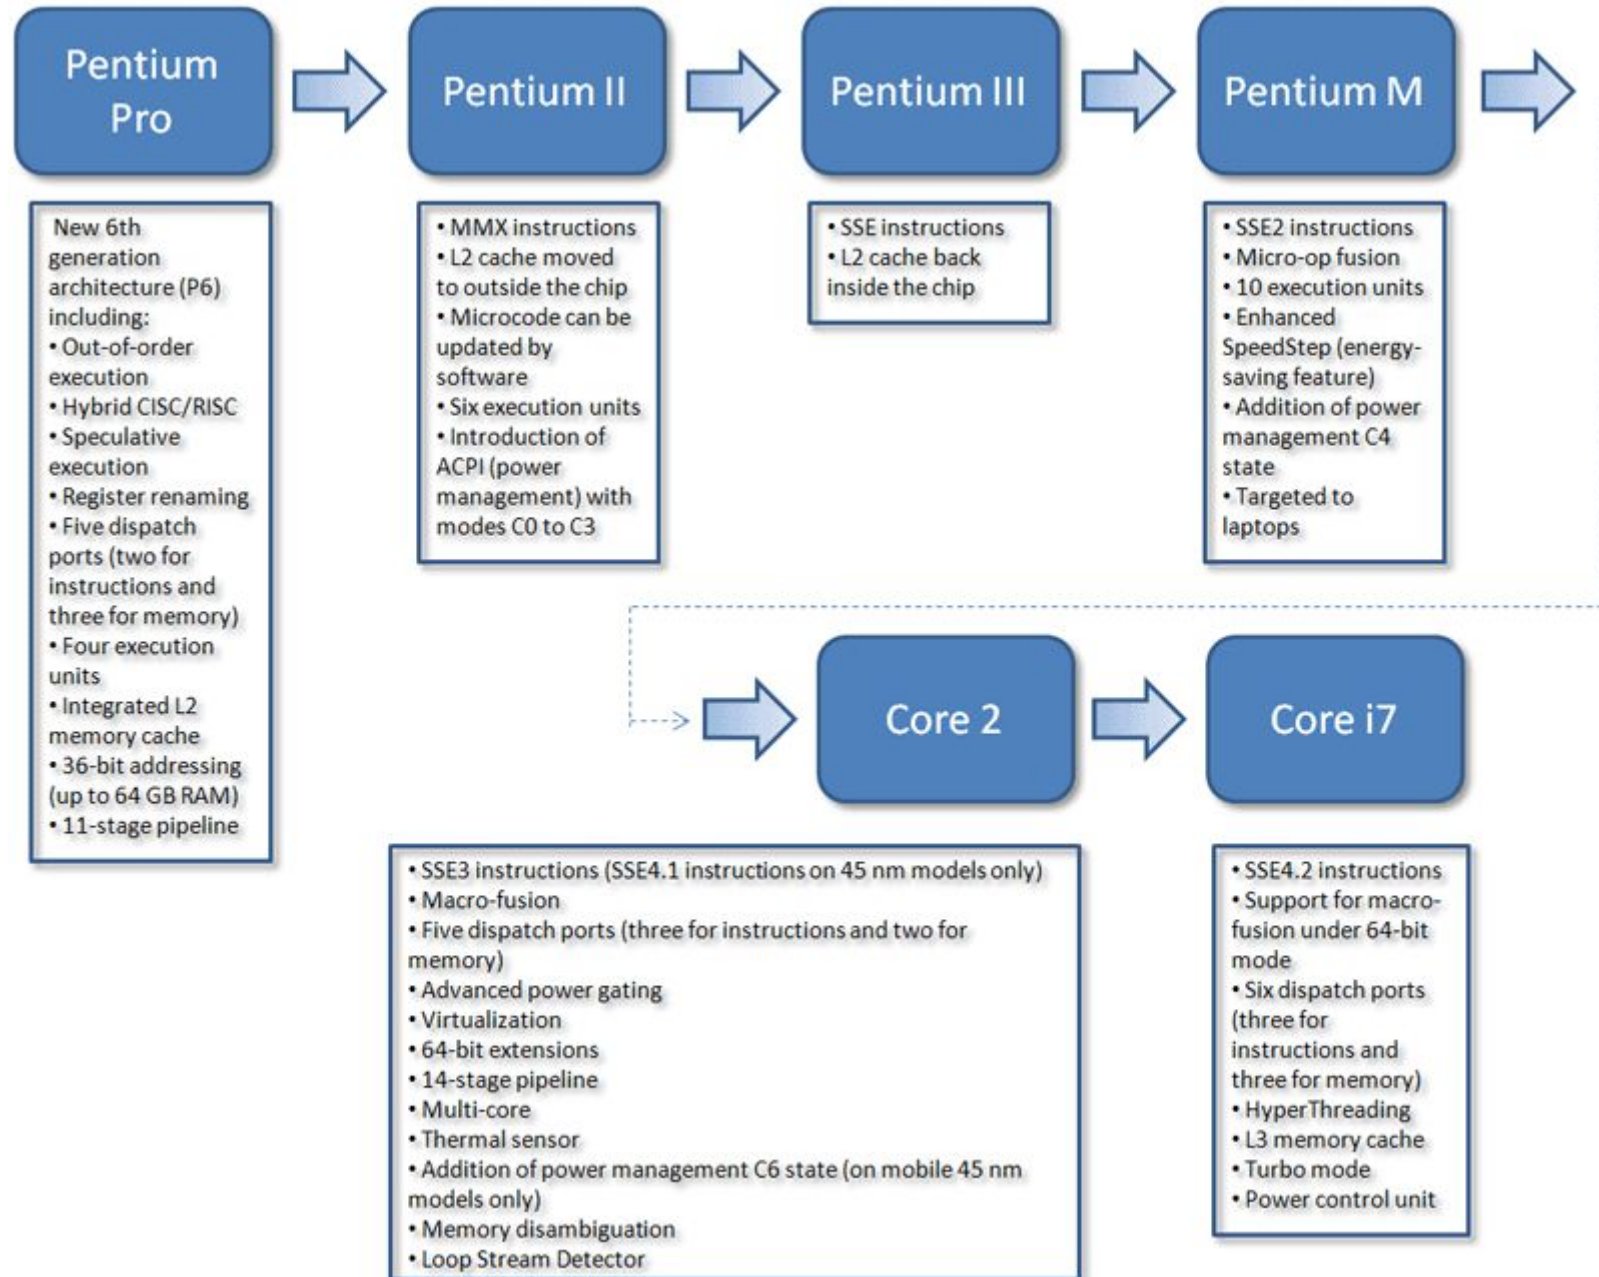 Pentium
Pro
Pentium II
Pentium III
Pentium M
New 6th
generation
architecture (P6)
including:
• Out-of-order
execution
• Hybrid CISC/RISC
• Speculative
execution
• Register renaming
• Five dispatch
ports (two for
instructions and
three for memory)
• Four execution
units
• Integrated L2
memory cache
• 36-bit addressing
(up to 64 GB RAM)
• 11-stage pipeline
• MMX instructions
• L2 cache moved
to outside the chip
• Microcode can be
updated by
software
• Six execution units
• Introduction of
ACPI (power
management) with
modes C0 to C3
• SSE instructions
• L2 cache back
inside the chip
• SSE2 instructions
• Micro-op fusion
• 10 execution units
• Enhanced
SpeedStep (energy-
saving feature)
• Addition of power
management C4
state
• Targeted to
laptops
Core 2
Core i7
• SSE3 instructions (SSE4.1 instructions on 45 nm models only)
• Macro-fusion
• Five dispatch ports (three for instructions and two for
memory)
• Advanced power gating
• Virtualization
• 64-bit extensions
• 14-stage pipeline
• Multi-core
• Thermal sensor
• Addition of power management C6 state (on mobile 45 nm
models only)
• Memory disambiguation
• Loop Stream Detector
• SSE4.2 instructions
• Support for macro-
fusion under 64-bit
mode
• Six dispatch ports
(three for
instructions and
three for memory)
• HyperThreading
• L3 memory cache
• Turbo mode
• Power control unit